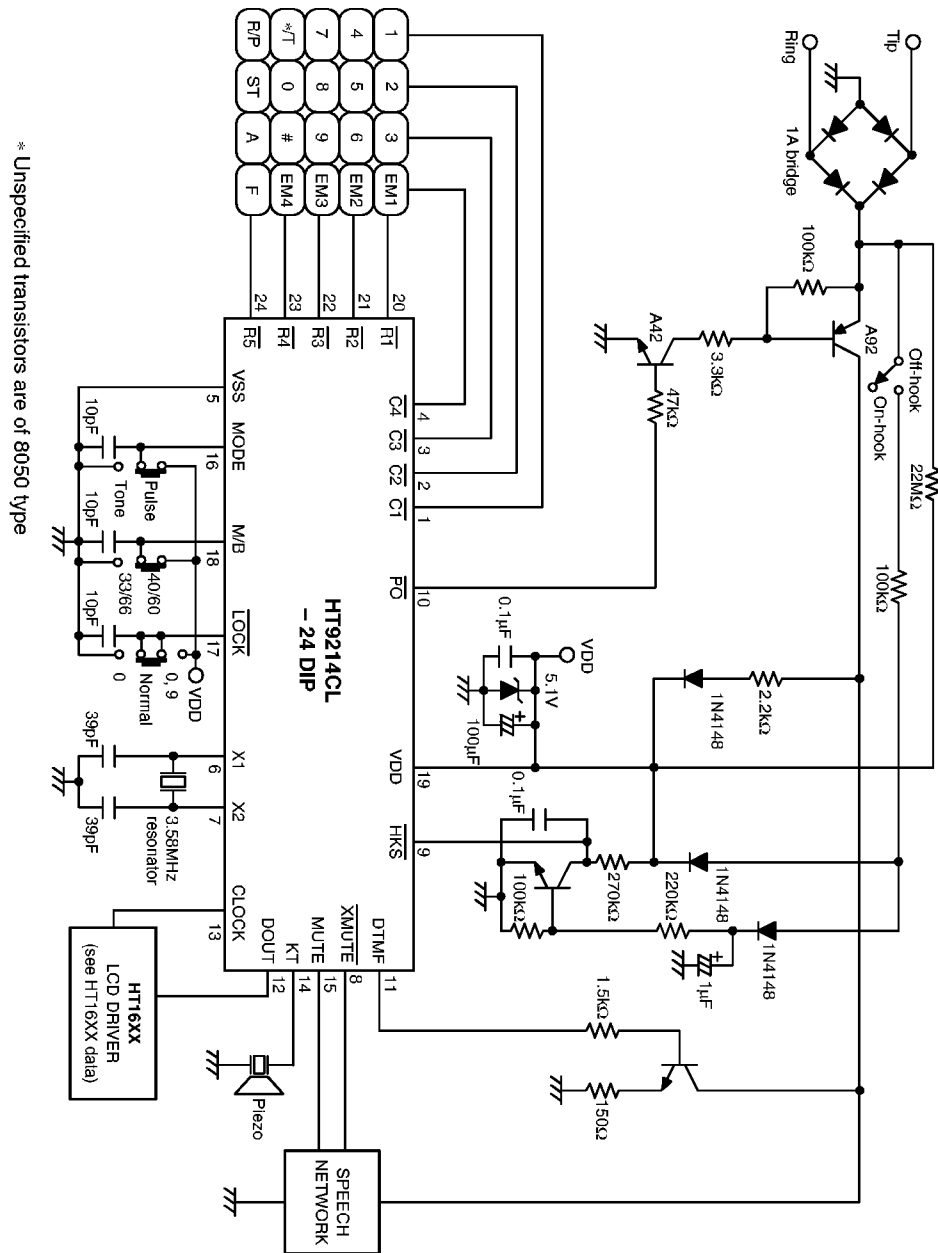 Tip
Ring
1A bridge
100kΩ
A92
Off-hook
On-hook
22MΩ
100kΩ
3.3kΩ
A42
47kΩ
2.2kΩ
1N4148
1N4148
1N4148
VDD
5.1V
0.1µF
100µF
0.1µF
270kΩ
220kΩ
100kΩ
1µF
1.5kΩ
150Ω
1
2
3
EM1
4
5
6
EM2
7
8
9
EM3
*/T
0
#
EM4
R/P
ST
A
F
20
21
22
23
24
R1
R2
R3
R4
R5
C4
C3
C2
C1
PO
VDD
HKS
4
3
2
1
10
19
9
HT9214CL
– 24 DIP
DTMF
XMUTE
MUTE
KT
DOUT
11
8
15
14
12
VSS
MODE
M/B
LOCK
X1
X2
CLOCK
5
16
18
17
6
7
13
10pF
Tone
Pulse
10pF
33/66
40/60
10pF
0
Normal
0, 9
VDD
39pF
39pF
3.58MHz
resonator
HT16XX
LCD DRIVER
(see HT16XX data)
Piezo
SPEECH
NETWORK
* Unspecified transistors are of 8050 type